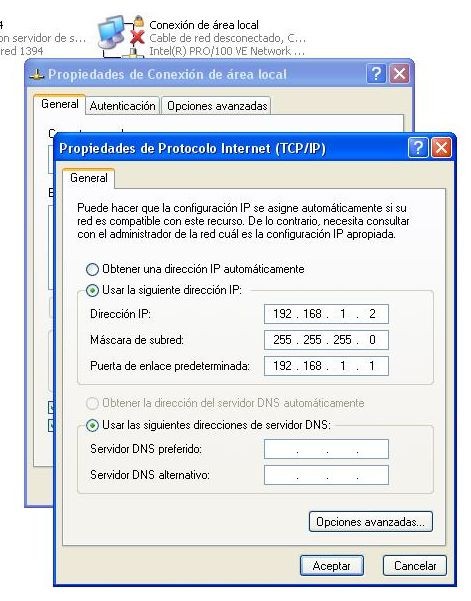 4
Conexión de área local
on servidor de s...
Cable de red desconectado, C...
red 1394
Intel(R) PRO/100 VE Network ...
Propiedades de Conexión de área local
General
Autenticación
Opciones avanzadas
Propiedades de Protocolo Internet (TCP/IP)
General
Puede hacer que la configuración IP se asigne automáticamente si su
red es compatible con este recurso. De lo contrario, necesita consultar
con el administrador de la red cuál es la configuración IP apropiada.
Obtener una dirección IP automáticamente
Usar la siguiente dirección IP:
Dirección IP:
192 . 168 . 1 . 2
Máscara de subred:
255 . 255 . 255 . 0
Puerta de enlace predeterminada:
192 . 168 . 1 . 1
Obtener la dirección del servidor DNS automáticamente
Usar las siguientes direcciones de servidor DNS:
Servidor DNS preferido:
. . .
Servidor DNS alternativo:
. . .
Opciones avanzadas...
Aceptar
Cancelar